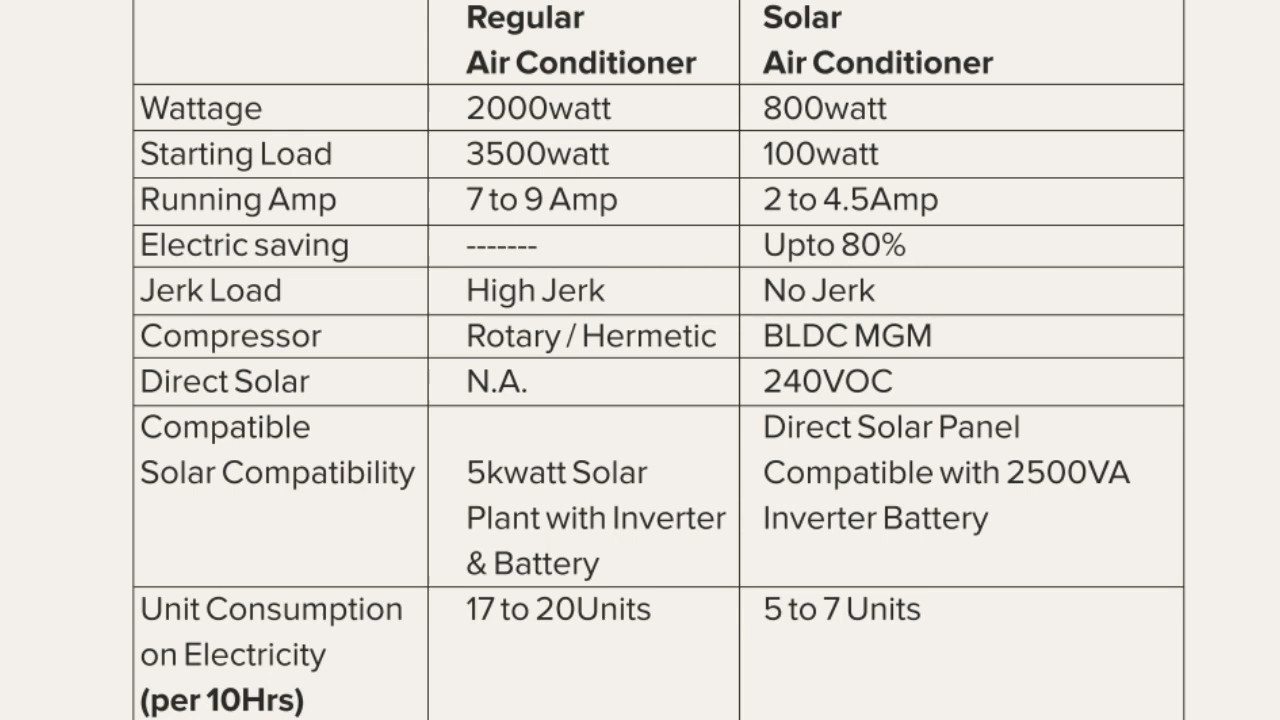 Regular Solar
Air Conditioner Air Conditioner
Wattage 2000watt 800watt
Starting Load 3500watt 100watt
Running Amp 7 to 9 Amp 2 to 4.5Amp
Electric saving ------- Upto 80%
Jerk Load High Jerk No Jerk
Compressor Rotary / Hermetic BLDC MGM
Direct Solar N.A. 240VOC
Compatible Direct Solar Panel
Solar Compatibility 5kwatt Solar Compatible with 2500VA
Plant with Inverter Inverter Battery
& Battery
Unit Consumption 17 to 20Units 5 to 7 Units
on Electricity
(per 10Hrs)